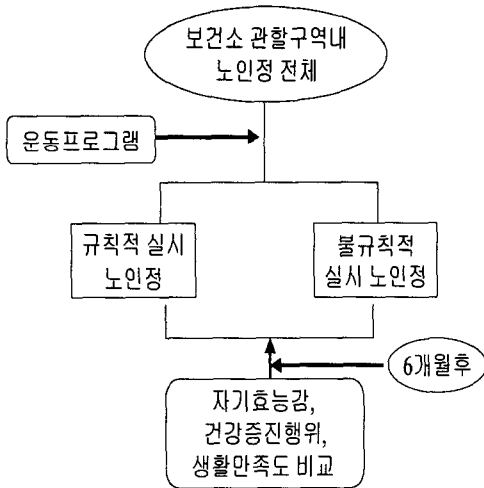 보건소 관할구역내
노인정 전체
운동프로그램
규칙적 실시
노인정
불규칙적
실시 노인정
6개월후
자기효능감,
건강증진행위,
생활만족도 비교